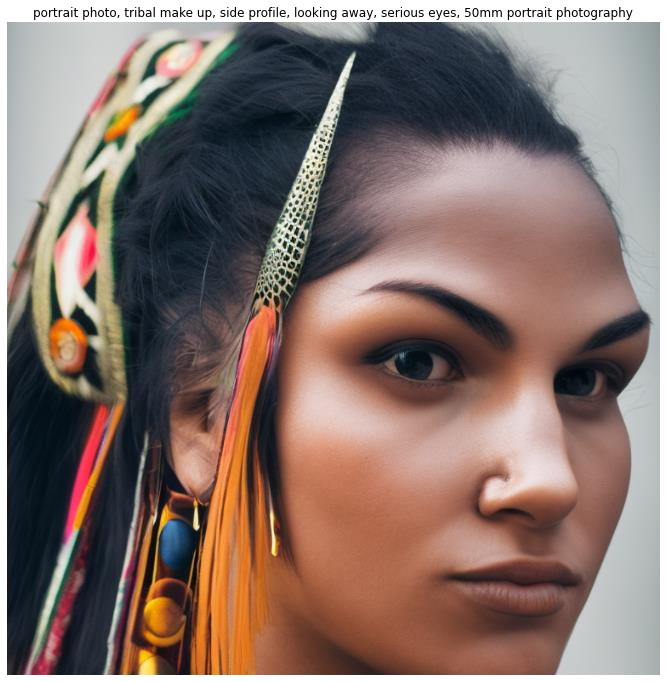 portrait photo, tribal make up, side profile, looking away, serious eyes, 50mm portrait photography